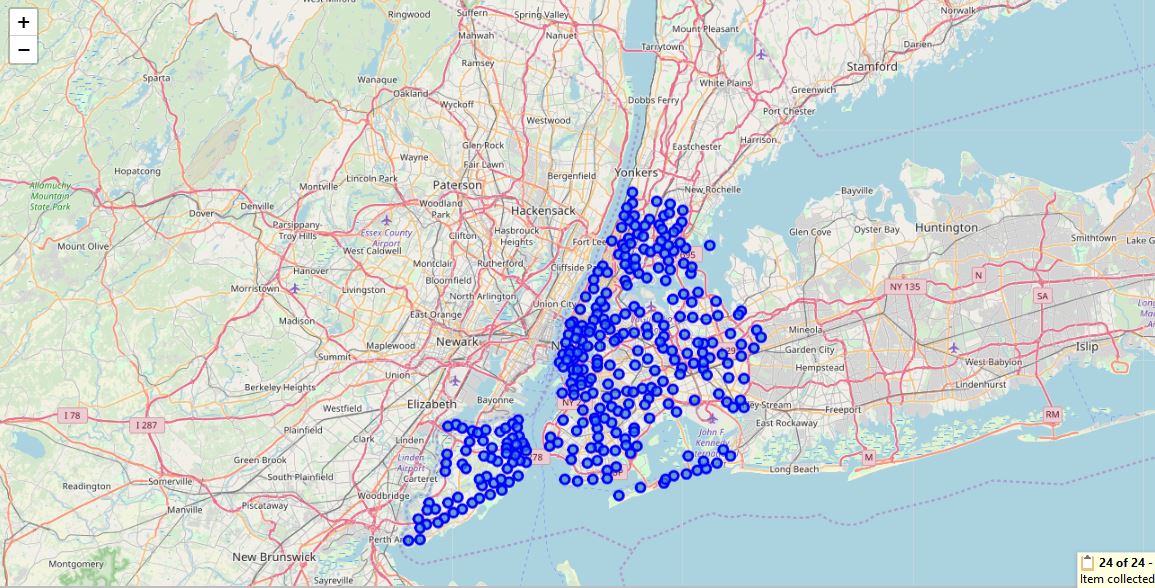 West Milford
Ringwood
Suffern
Spring Valley
Mount Pleasant
Norwalk
Mahwah
Nanuet
Tarrytown
Darien
Ramsey
Stamford
Sparta
Wanaque
White Plains
Oakland
Greenwich
Wyckoff
Dobbs Ferry
Port Chester
Westwood
Harrison
Glen Rock
Eastchester
Wayne
Fair Lawn
Hopatcong
Lincoln Park
Bergenfield
Yonkers
Allamuchy
Mountain
State Park
Montville
Paterson
New Rochelle
Bayville
Denville
Woodland
Park
Hackensack
Dover
Parsippany-
Troy Hills
Essex County
Airport
Clifton
Hasbrouck
Heights
Fort Lee
Glen Cove
Oyster Bay
Huntington
Smithtown
Lake G
Mount Olive
West Caldwell
Montclair
Rutherford
Cliffside P
695
Hanover
Bloomfield
N
Morristown
Livingston
North Arlington
Union City
NY 135
SA
East Orange
Madison
Mineola
Maplewood
Newark
N
Garden City
Islip
Summit
Union
Hempstead
West Babylon
Berkeley Heights
Elizabeth
Bayonne
NY
ey Stream
Freeport
Lindenhurst
I 78
Westfield
East Rockaway
RM
I 287
Plainfield
Clark
Linden
John F.
Kennedy
Green Brook
Linden
Airport
78
M
Long Beach
Readington
Somerville
South Plainfield
Carteret
Woodbridge
Piscataway
Manville
Perth Am
New Brunswick
Montgomery
Sayreville
+
−
24 of 24 -
Item collected